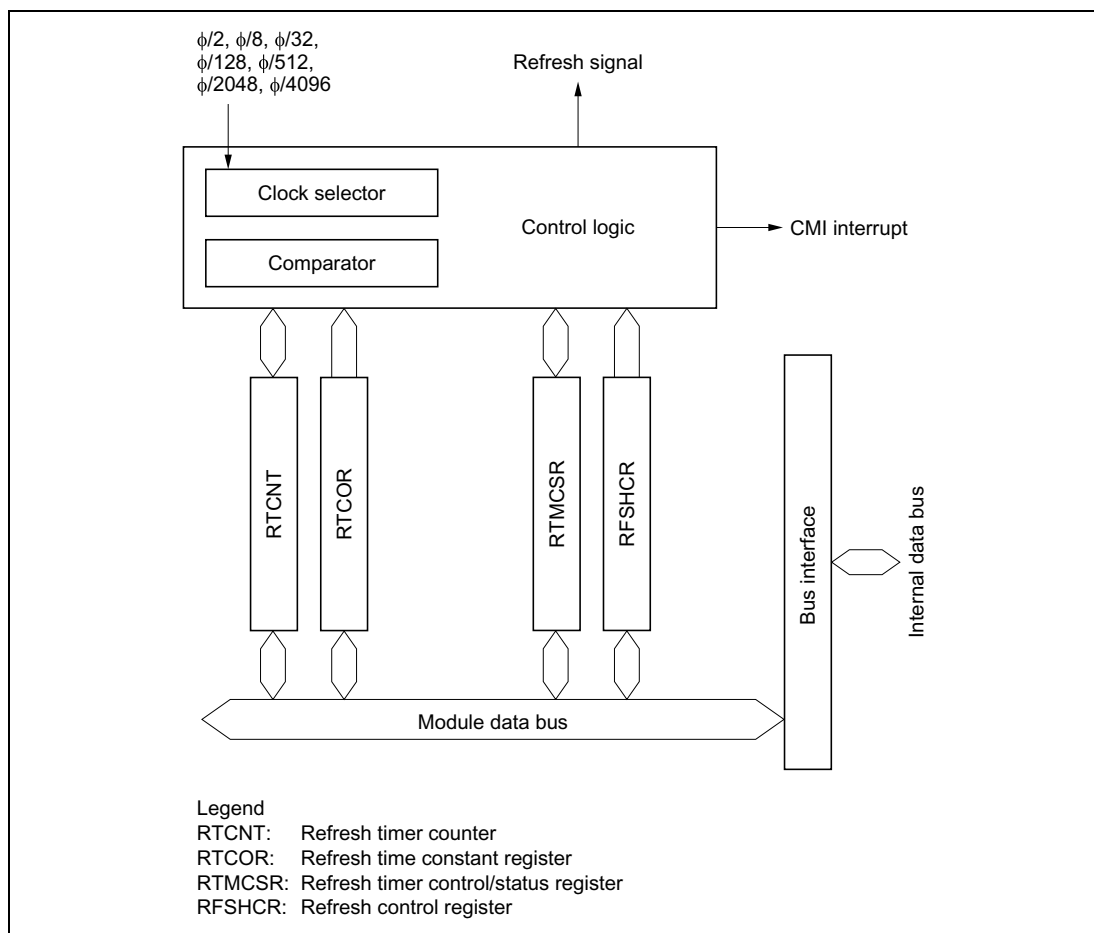 ϕ/2, ϕ/8, ϕ/32,
ϕ/128, ϕ/512,
ϕ/2048, ϕ/4096
Refresh signal
Clock selector
Control logic
CMI interrupt
Comparator
RTCNT
RTCOR
RTMCSR
RFSHCR
Bus interface
Internal data bus
Module data bus
Legend
RTCNT: Refresh timer counter
RTCOR: Refresh time constant register
RTMCSR: Refresh timer control/status register
RFSHCR: Refresh control register